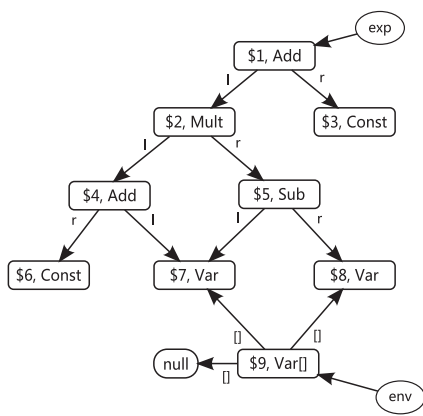 exp
$1, Add
l r
$2, Mult $3, Const
l r
$4, Add $5, Sub
r l l r
$6, Const $7, Var $8, Var
[] []
null $9, Var[]
[]
env